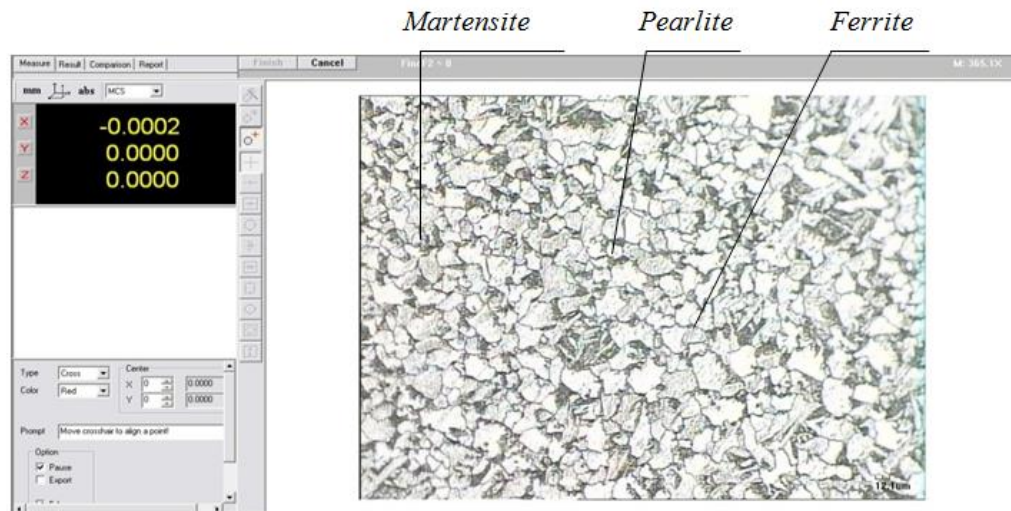 Martensite Pearlite Ferrite
Measure Result Comparison Report Finish Cancel
M: 365.1X
mm abs MCS
X -0.0002
Y 0.0000
Z 0.0000
Type Cross Center
X 0 0.0000
Color Red
Y 0 0.0000
Prompt Move crosshair to align a point!
Option
Pause
Export
12.1um